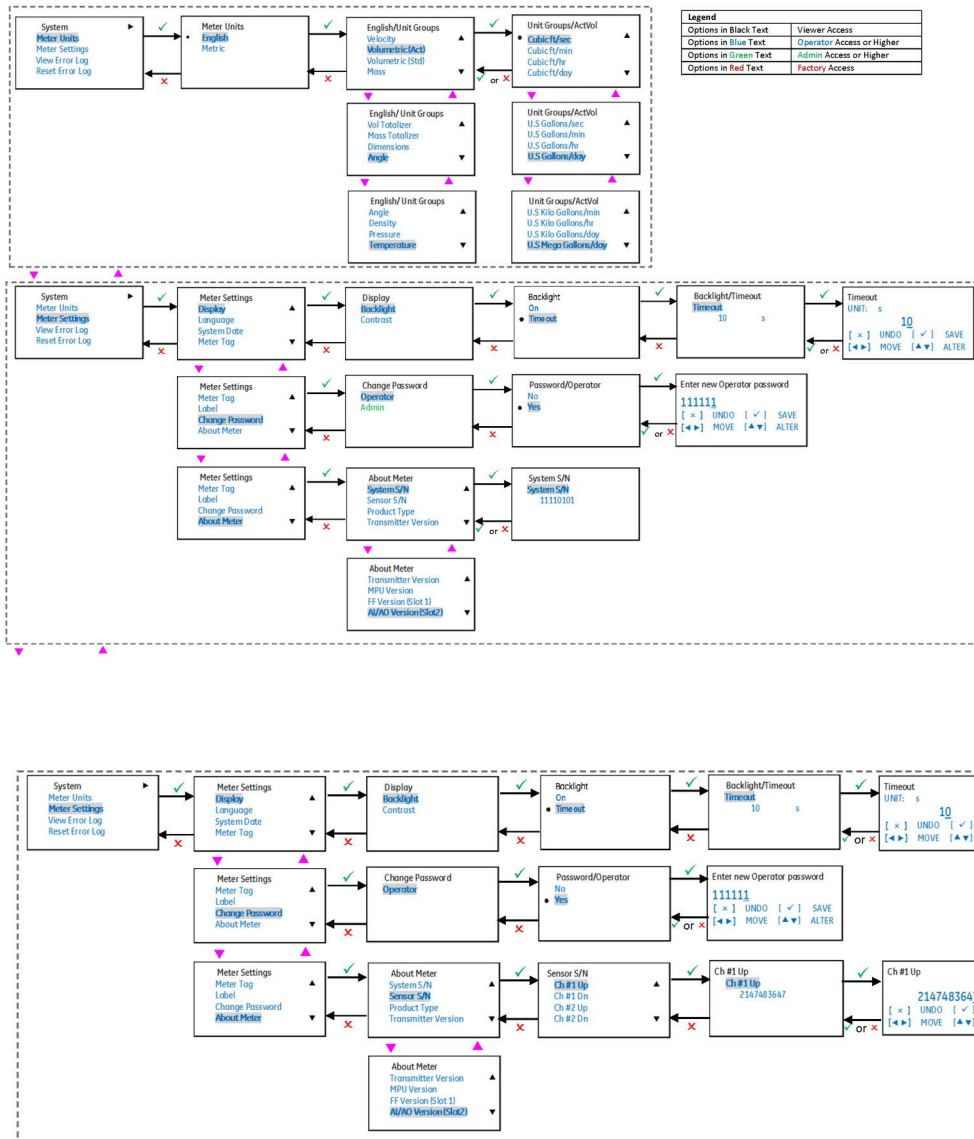 System
Meter Units
Meter Settings
View Error Log
Reset Error Log
Meter Units
English
Metric
English/Unit Groups
Velocity
Volumetric (Act)
Volumetric (Std)
Mass
or
Unit Groups/ActVol
Cubic ft/sec
Cubic ft/min
Cubic ft/hr
Cubic ft/day
Legend
Options in Black Text Viewer Access
Options in Blue Text Operator Access or Higher
Options in Green Text Admin Access or Higher
Options in Red Text Factory Access
English/ Unit Groups
Vol Totalizer
Mass Totalizer
Dimensions
Angle
Unit Groups/ActVol
U.S Gallons/sec
U.S Gallons/min
U.S Gallons/hr
U.S Gallons/day
English/ Unit Groups
Angle
Density
Pressure
Temperature
Unit Groups/ActVol
U.S Kilo Gallons/min
U.S Kilo Gallons/hr
U.S Kilo Gallons/day
U.S Mega Gallons/day
System
Meter Units
Meter Settings
View Error Log
Reset Error Log
Meter Settings
Display
Language
System Date
Meter Tag
Display
Backlight
Contrast
Backlight
On
Timeout
Backlight/Timeout
Timeout
10 s
or
Timeout
UNIT: s
10
[ × ] UNDO [ ✓ ] SAVE
[◄ ►] MOVE [▲▼] ALTER
Meter Settings
Meter Tag
Label
Change Password
About Meter
Change Password
Operator
Admin
Password/Operator
No
Yes
or
Enter new Operator password
111111
[ × ] UNDO [ ✓ ] SAVE
[◄ ►] MOVE [▲▼] ALTER
Meter Settings
Meter Tag
Label
Change Password
About Meter
About Meter
System S/N
Sensor S/N
Product Type
Transmitter Version
or
System S/N
System S/N
11110101
About Meter
Transmitter Version
MPU Version
FF Version (Slot 1)
AI/AO Version (Slot2)
System
Meter Units
Meter Settings
View Error Log
Reset Error Log
Meter Settings
Display
Language
System Date
Meter Tag
Display
Backlight
Contrast
Backlight
On
Timeout
Backlight/Timeout
Timeout
10 s
or
Timeout
UNIT: s
10
[ × ] UNDO [ ✓ ]
[◄ ►] MOVE [▲▼]
Meter Settings
Meter Tag
Label
Change Password
About Meter
Change Password
Operator
Password/Operator
No
Yes
or
Enter new Operator password
111111
[ × ] UNDO [ ✓ ] SAVE
[◄ ►] MOVE [▲▼] ALTER
Meter Settings
Meter Tag
Label
Change Password
About Meter
About Meter
System S/N
Sensor S/N
Product Type
Transmitter Version
Sensor S/N
Ch #1 Up
Ch #1 Dn
Ch #2 Up
Ch #2 Dn
Ch #1 Up
Ch #1 Up
2147483647
or
Ch #1 Up
214748364
[ × ] UNDO [ ✓ ]
[◄ ►] MOVE [▲▼]
About Meter
Transmitter Version
MPU Version
FF Version (Slot 1)
AI/AO Version (Slot2)